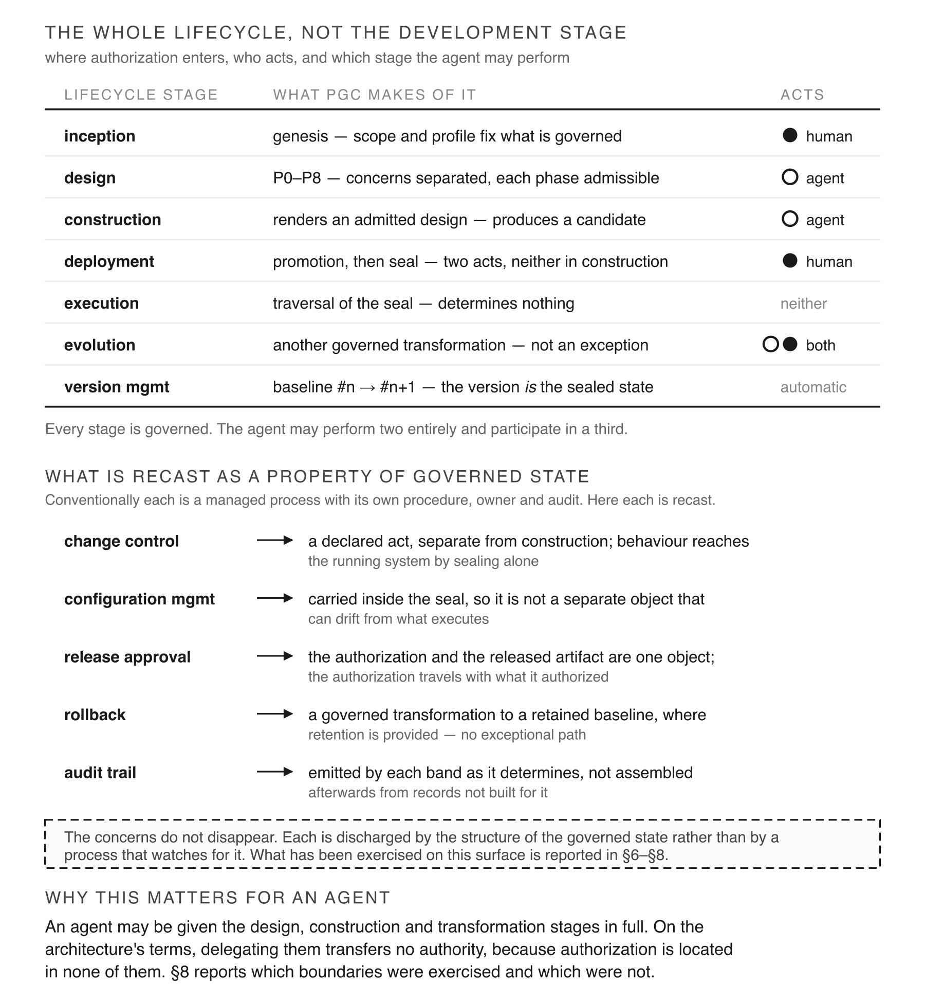 THE WHOLE LIFECYCLE, NOT THE DEVELOPMENT STAGE
where authorization enters, who acts, and which stage the agent may perform
LIFECYCLE STAGE WHAT PGC MAKES OF IT ACTS
inception genesis — scope and profile fix what is governed human
design P0–P8 — concerns separated, each phase admissible agent
construction renders an admitted design — produces a candidate agent
deployment promotion, then seal — two acts, neither in construction human
execution traversal of the seal — determines nothing neither
evolution another governed transformation — not an exception both
version mgmt baseline #n → #n+1 — the version is the sealed state automatic
Every stage is governed. The agent may perform two entirely and participate in a third.
WHAT IS RECAST AS A PROPERTY OF GOVERNED STATE
Conventionally each is a managed process with its own procedure, owner and audit. Here each is recast.
change control → a declared act, separate from construction; behaviour reaches
the running system by sealing alone
configuration mgmt → carried inside the seal, so it is not a separate object that
can drift from what executes
release approval → the authorization and the released artifact are one object;
the authorization travels with what it authorized
rollback → a governed transformation to a retained baseline, where
retention is provided — no exceptional path
audit trail → emitted by each band as it determines, not assembled
afterwards from records not built for it
The concerns do not disappear. Each is discharged by the structure of the governed state rather than by a
process that watches for it. What has been exercised on this surface is reported in §6–§8.
WHY THIS MATTERS FOR AN AGENT
An agent may be given the design, construction and transformation stages in full. On the
architecture's terms, delegating them transfers no authority, because authorization is located
in none of them. §8 reports which boundaries were exercised and which were not.